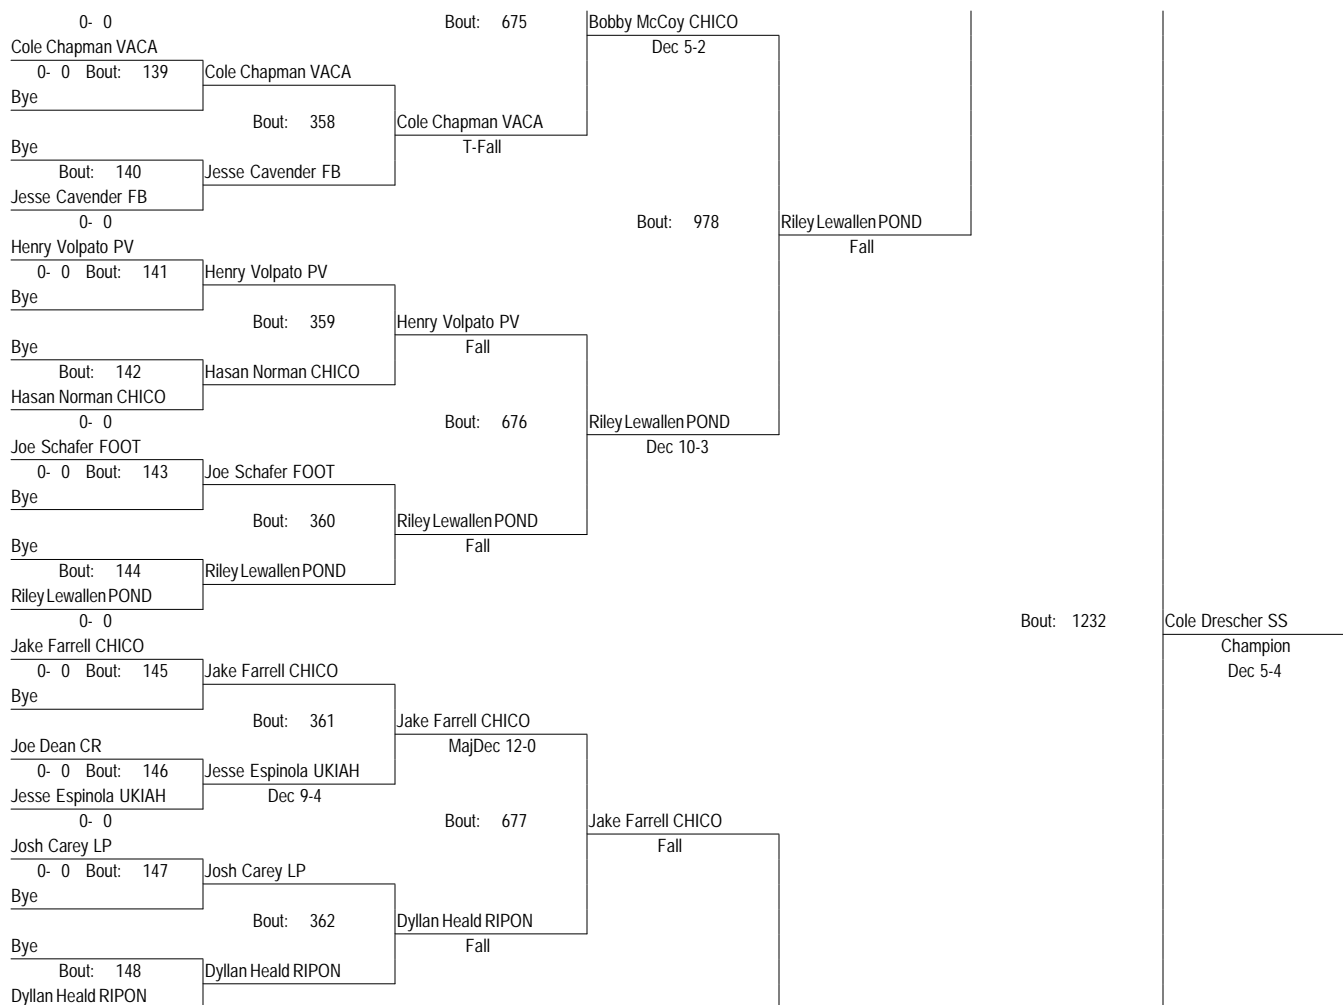 0- 0 Bout: 675 Bobby McCoy CHICO
Cole Chapman VACA Dec 5-2
0- 0 Bout: 139 Cole Chapman VACA
Bye
Bout: 358 Cole Chapman VACA
Bye T-Fall
Bout: 140 Jesse Cavender FB
Jesse Cavender FB
0- 0 Bout: 978 Riley Lewallen POND
Henry Volpato PV Fall
0- 0 Bout: 141 Henry Volpato PV
Bye
Bout: 359 Henry Volpato PV
Bye Fall
Bout: 142 Hasan Norman CHICO
Hasan Norman CHICO
0- 0 Bout: 676 Riley Lewallen POND
Joe Schafer FOOT Dec 10-3
0- 0 Bout: 143 Joe Schafer FOOT
Bye
Bout: 360 Riley Lewallen POND
Bye Fall
Bout: 144 Riley Lewallen POND
Riley Lewallen POND
0- 0 Bout: 1232 Cole Drescher SS
Jake Farrell CHICO Champion
0- 0 Bout: 145 Jake Farrell CHICO Dec 5-4
Bye
Bout: 361 Jake Farrell CHICO
Joe Dean CR MajDec 12-0
0- 0 Bout: 146 Jesse Espinola UKIAH
Jesse Espinola UKIAH Dec 9-4
0- 0 Bout: 677 Jake Farrell CHICO
Josh Carey LP Fall
0- 0 Bout: 147 Josh Carey LP
Bye
Bout: 362 Dyllan Heald RIPON
Bye Fall
Bout: 148 Dyllan Heald RIPON
Dyllan Heald RIPON